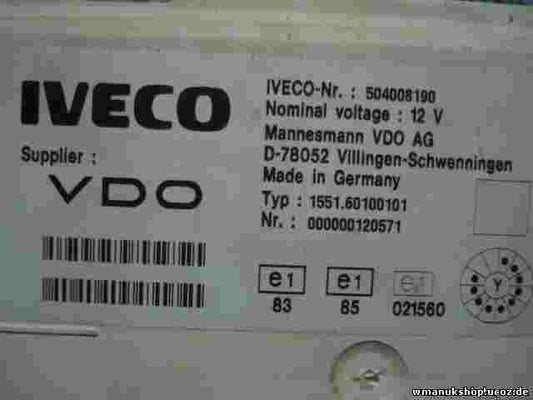 IVECO
Supplier :
VDO
IVECO-Nr. : 504008190
Nominal voltage : 12 V
Mannesmann VDO AG
D-78052 Villingen-Schwenningen
Made in Germany
Typ : 1551.60100101
Nr. : 000000120571
e1 e1 e1
83 85 021560
Y
wmanukshop.ucoz.de